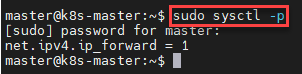 master@k8s-master:~$ sudo sysctl -p
[sudo] password for master:
net.ipv4.ip_forward = 1
master@k8s-master:~$